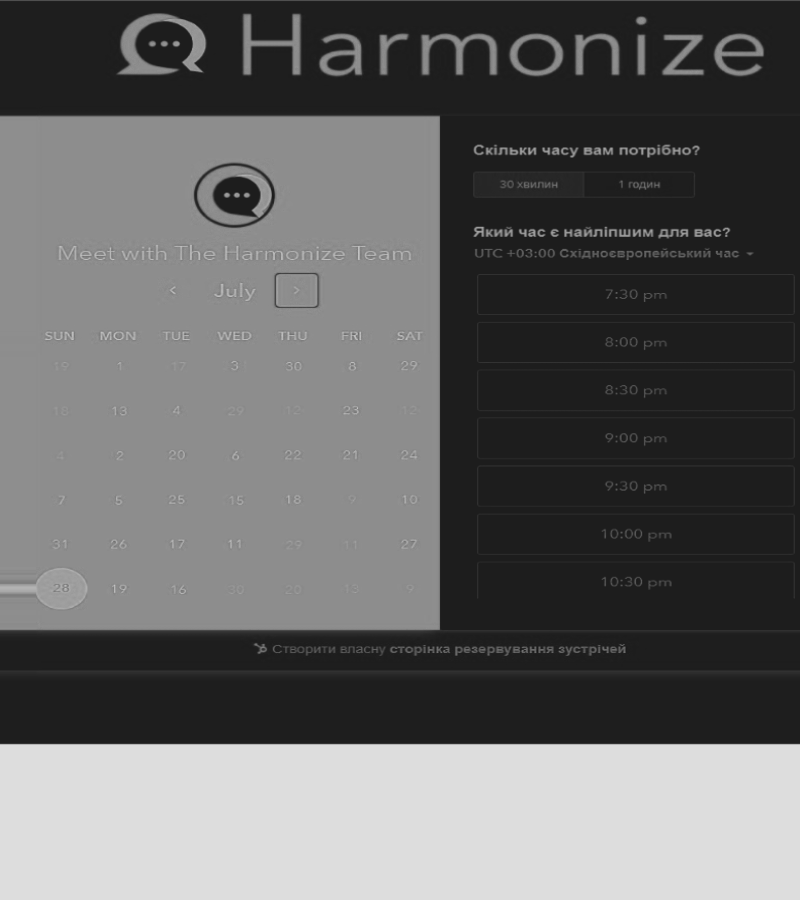 Harmonize
Meet with The Harmonize Team
July
SUN MON TUE WED THU FRI SAT
19 1 17 3 30 8 29
18 13 4 29 12 23 12
4 2 20 6 22 21 24
7 5 25 15 18 9 10
31 26 17 11 29 11 27
28 19 16 30 20 13 9
Скільки часу вам потрібно?
30 хвилин 1 годин
Який час є найліпшим для вас?
UTC +03:00 Східноєвропейський час
7:30 pm
8:00 pm
8:30 pm
9:00 pm
9:30 pm
10:00 pm
10:30 pm
Створити власну сторінка резервування зустрічей